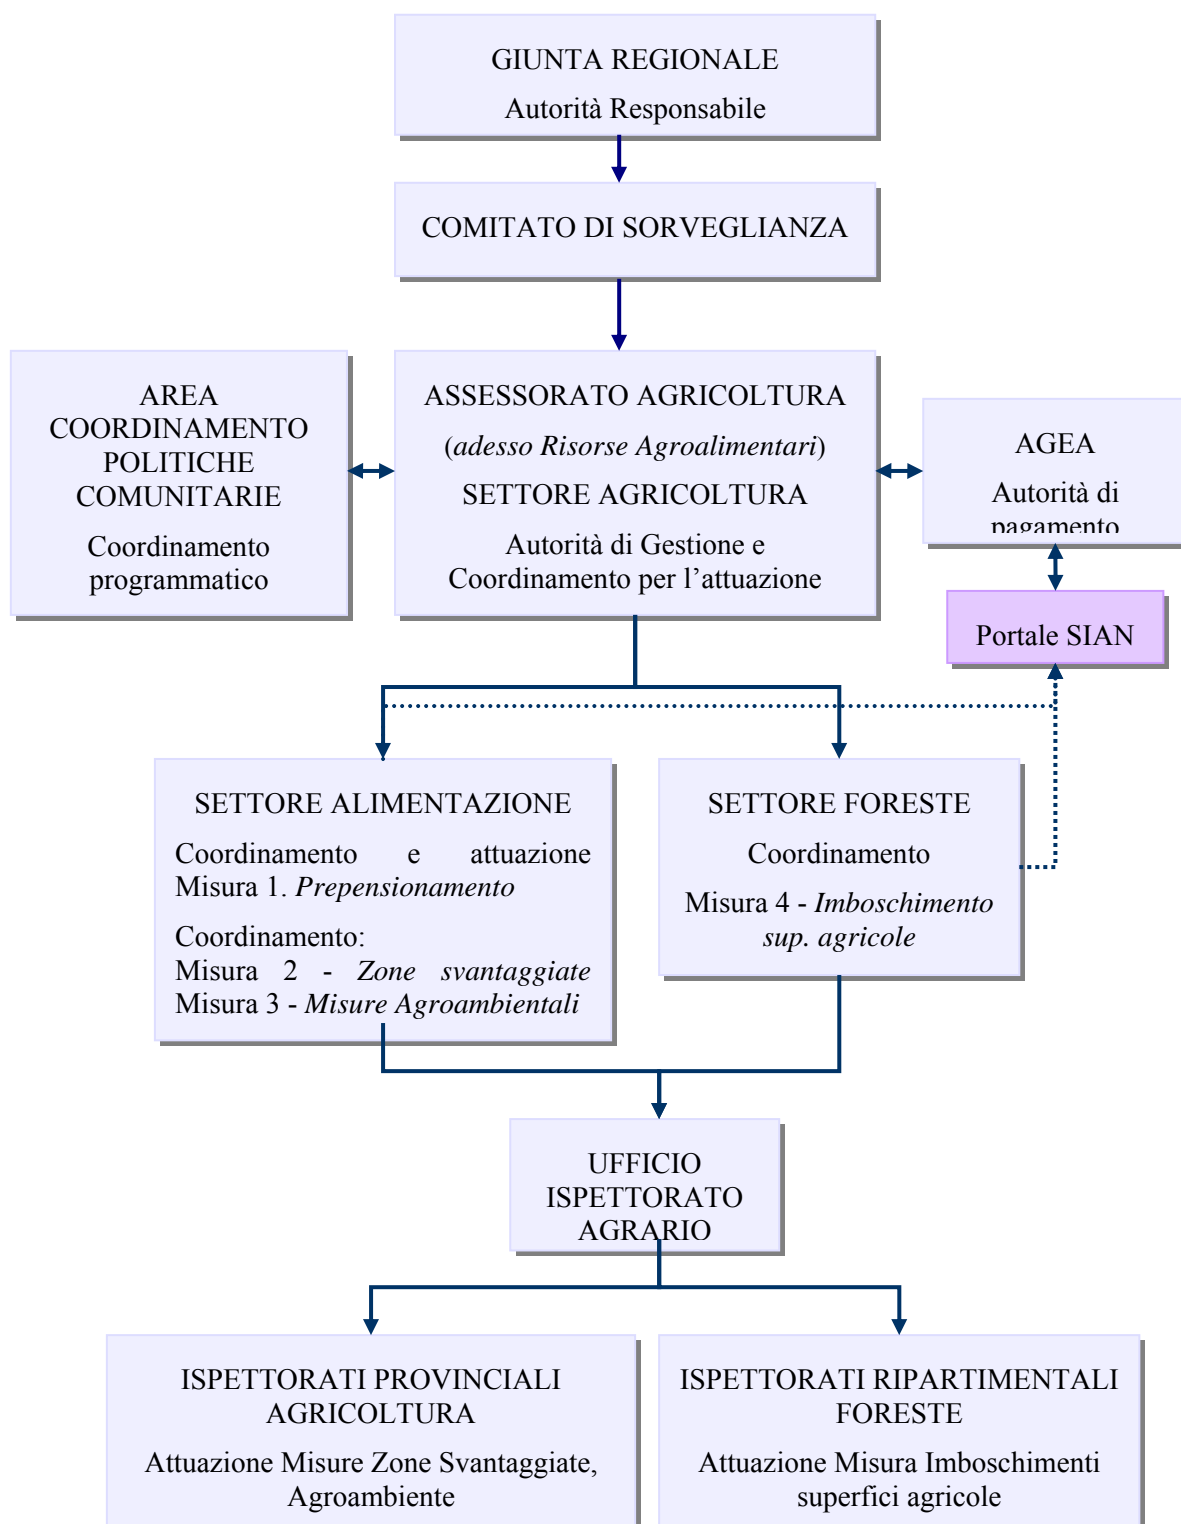 GIUNTA REGIONALE
Autorità Responsabile
COMITATO DI SORVEGLIANZA
AREA
COORDINAMENTO
POLITICHE
COMUNITARIE
Coordinamento
programmatico
ASSESSORATO AGRICOLTURA
(adesso Risorse Agroalimentari)
SETTORE AGRICOLTURA
Autorità di Gestione e
Coordinamento per l’attuazione
AGEA
Autorità di
pagamento
Portale SIAN
SETTORE ALIMENTAZIONE
Coordinamento e attuazione
Misura 1. Prepensionamento
Coordinamento:
Misura 2 - Zone svantaggiate
Misura 3 - Misure Agroambientali
SETTORE FORESTE
Coordinamento
Misura 4 - Imboschimento
sup. agricole
UFFICIO
ISPETTORATO
AGRARIO
ISPETTORATI PROVINCIALI
AGRICOLTURA
Attuazione Misure Zone Svantaggiate,
Agroambiente
ISPETTORATI RIPARTIMENTALI
FORESTE
Attuazione Misura Imboschimenti
superfici agricole